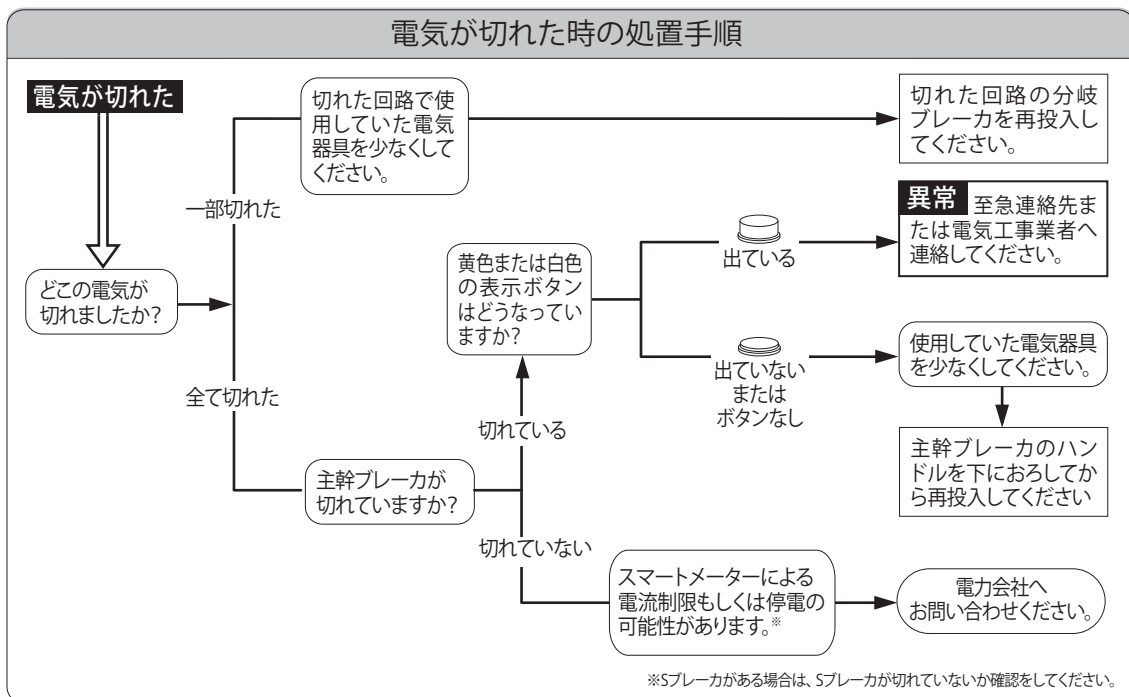 電気が切れた時の処置手順
電気が切れた
どこの電気が
切れましたか?
一部切れた
切れた回路で使
用していた電気
器具を少なくして
ください。
切れた回路の分岐
ブレーカを再投入し
てください。
全て切れた
主幹ブレーカが
切れていますか?
切れている
黄色または白色
の表示ボタン
はどうなってい
ますか?
出ている
異常 至急連絡先ま
たは電気工事業者へ
連絡してください。
出ていない
または
ボタンなし
使用していた電気器具
を少なくしてください。
主幹ブレーカのハン
ドルを下におろしてか
ら再投入してください
切れていない
スマートメーターによる
電流制限もしくは停電の
可能性があります。※
電力会社へ
お問い合わせください。
※Sブレーカがある場合は、Sブレーカが切れていないか確認をしてください。